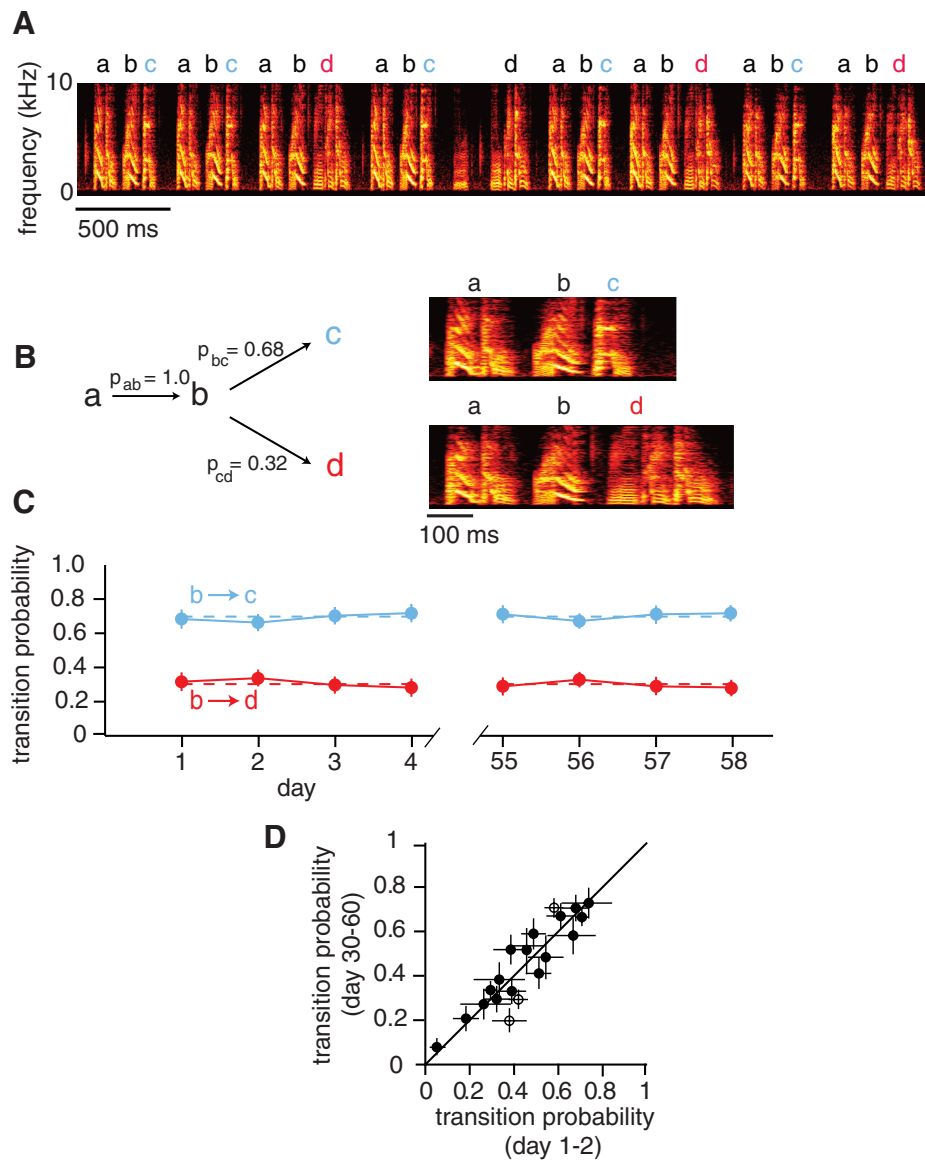 A
a b c a b c a b d a b c d a b c a b d a b c a b d
frequency (kHz)
10
0
500 ms
B
a
p ab = 1.0
b
p bc = 0.68
c
p cd = 0.32
d
a b c
a b d
100 ms
C
transition probability
1.0
0.8
0.6
0.4
0.2
0
b c
b d
1 2 3 4 55 56 57 58
day
D
transition probability
(day 30-60)
1
0.8
0.6
0.4
0.2
0
0 0.2 0.4 0.6 0.8 1
transition probability
(day 1-2)